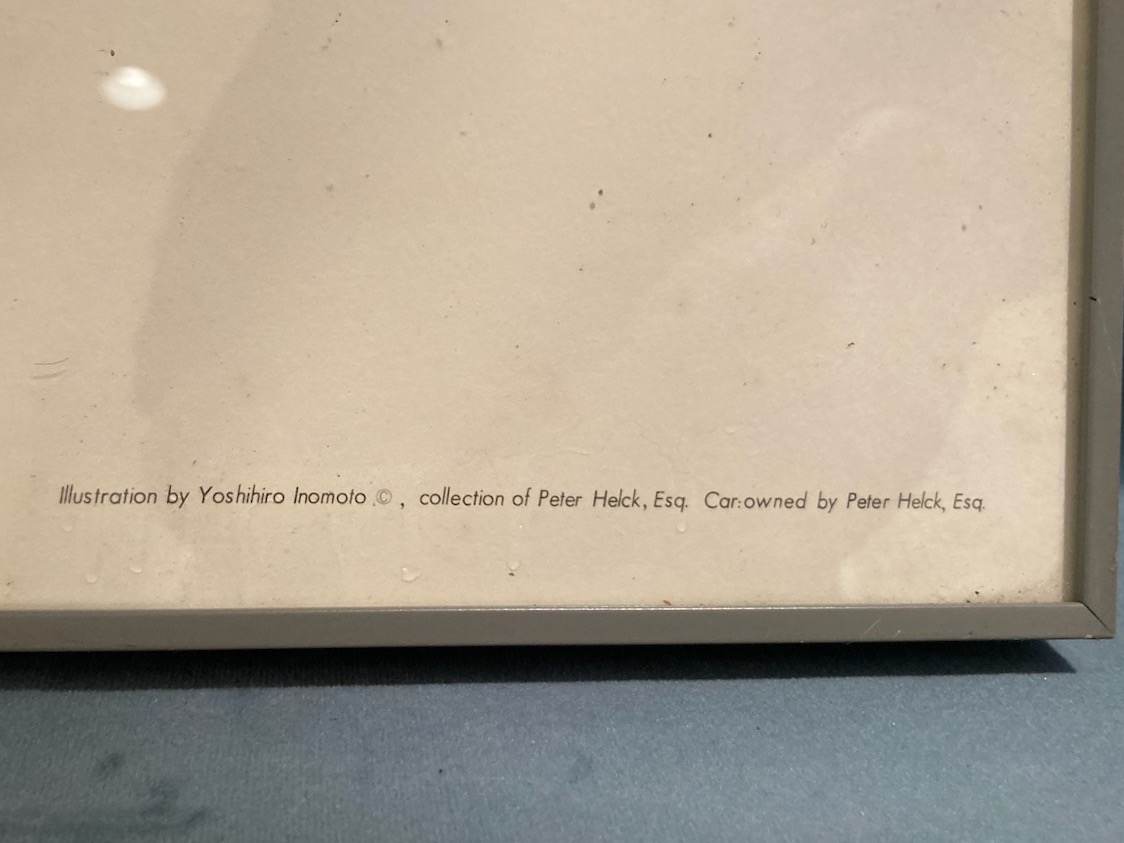 Illustration by Yoshihiro Inomoto ©, collection of Peter Helck, Esq. Car:owned by Peter Helck, Esq.